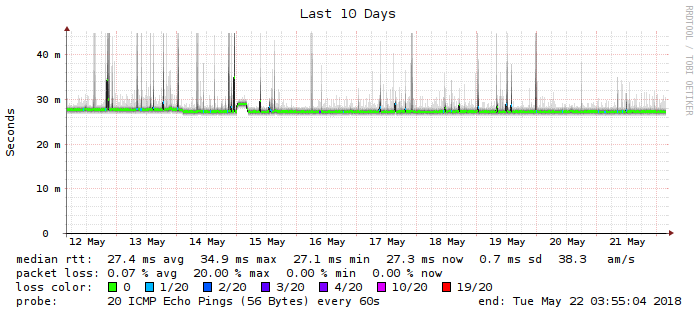 Last 10 Days
RRDTOOL / TOBI OETIKER
Seconds
40 m
30 m
20 m
10 m
0
12 May 13 May 14 May 15 May 16 May 17 May 18 May 19 May 20 May 21 May
median rtt: 27.4 ms avg 34.9 ms max 27.1 ms min 27.3 ms now 0.7 ms sd 38.3 am/s
packet loss: 0.07 % avg 20.00 % max 0.00 % min 0.00 % now
loss color: 0 1/20 2/20 3/20 4/20 10/20 19/20
probe: 20 ICMP Echo Pings (56 Bytes) every 60s end: Tue May 22 03:55:04 2018